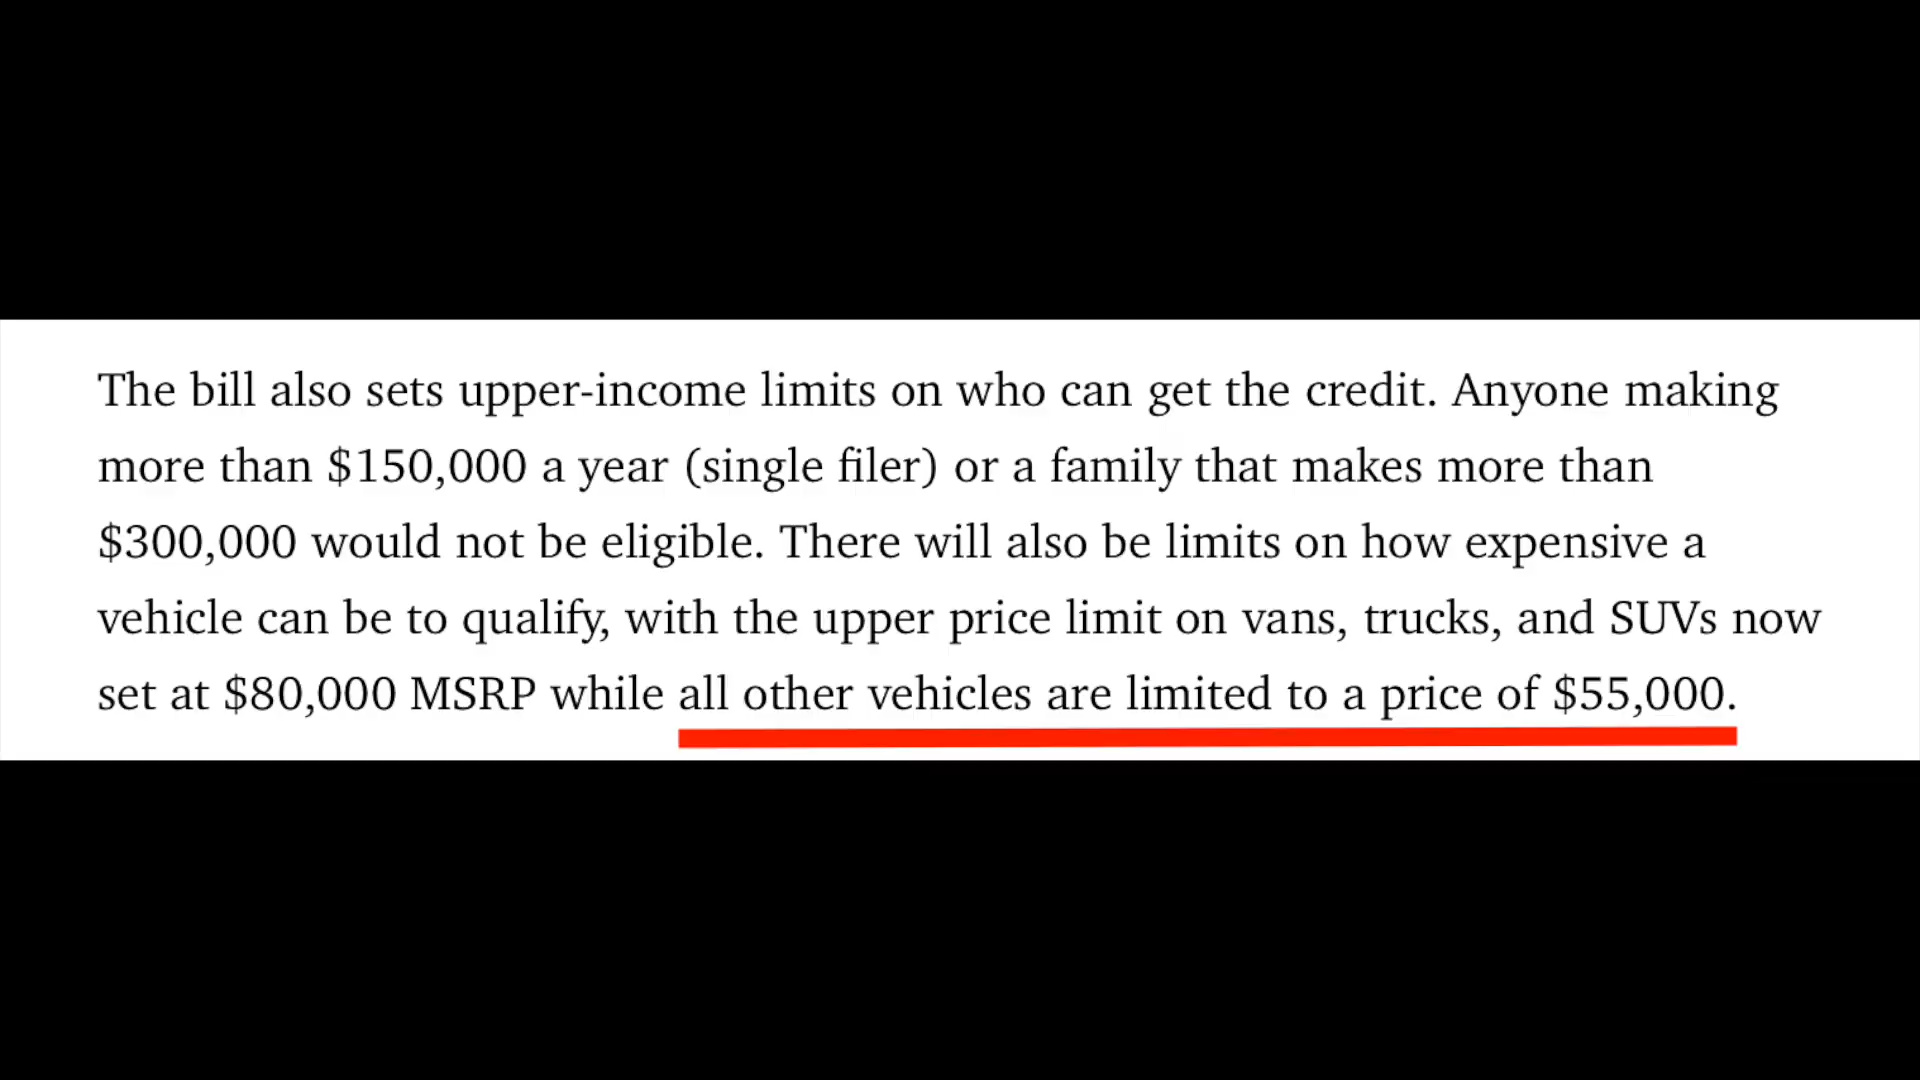 The bill also sets upper-income limits on who can get the credit. Anyone making
more than $150,000 a year (single filer) or a family that makes more than
$300,000 would not be eligible. There will also be limits on how expensive a
vehicle can be to qualify, with the upper price limit on vans, trucks, and SUVs now
set at $80,000 MSRP while all other vehicles are limited to a price of $55,000.